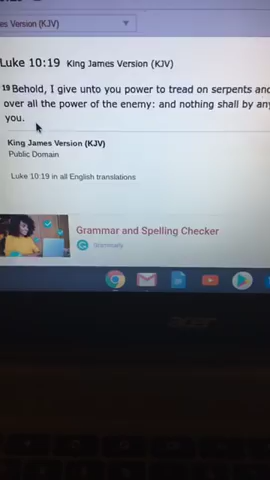 es Version (KJV)
Luke 10:19 King James Version (KJV)
19 Behold, I give unto you power to tread on serpents and
over all the power of the enemy: and nothing shall by any
you.
King James Version (KJV)
Public Domain
Luke 10:19 in all English translations
Grammar and Spelling Checker
Grammarly
acer